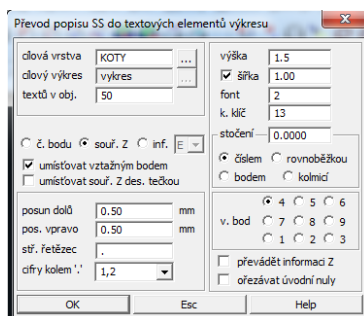 Převod popisu SS do textových elementů výkresu
cílová vrstva KOTY ...
cílový výkres vykres ...
textů v obj. 50
č. bodu souř. Z inf. E
umísťovat vztažným bodem
umísťovat souř. Z des. tečkou
posun dolů 0.50 mm
pos. vpravo 0.50 mm
stř. řetězec .
cifry kolem '.' 1,2
výška 1.5
šířka 1.00
font 2
k. klíč 13
stočení 0.0000
číslem rovnoběžkou
bodem kolmicí
4 5 6
v. bod 7 8 9
1 2 3
převádět informaci Z
ořezávat úvodní nuly
OK Esc Help